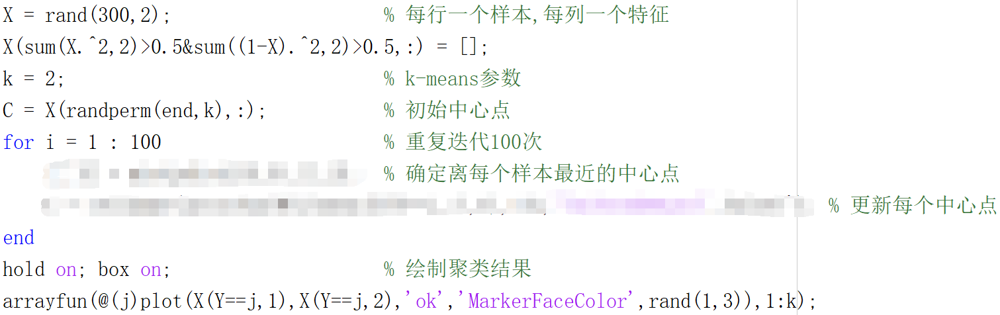 X = rand(300,2); % 每行一个样本,每列一个特征
X(sum(X.^2,2)>0.5&sum((1-X).^2,2)>0.5,:) = [];
k = 2; % k-means参数
C = X(randperm(end,k),:); % 初始中心点
for i = 1 : 100 % 重复迭代100次
% 确定离每个样本最近的中心点
% 更新每个中心点
end
hold on; box on; % 绘制聚类结果
arrayfun(@(j)plot(X(Y==j,1),X(Y==j,2),'ok','MarkerFaceColor',rand(1,3)),1:k);